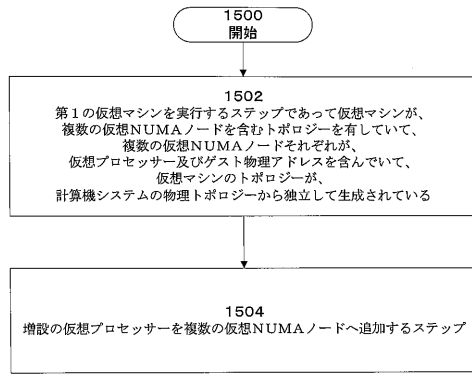 1500
開始
1502
第1の仮想マシンを実行するステップであって仮想マシンが、
複数の仮想NUMAノードを含むトポロジーを有していて、
複数の仮想NUMAノードそれぞれが、
仮想プロセッサー及びゲスト物理アドレスを含んでいて、
仮想マシンのトポロジーが、
計算機システムの物理トポロジーから独立して生成されている
1504
増設の仮想プロセッサーを複数の仮想NUMAノードへ追加するステップ